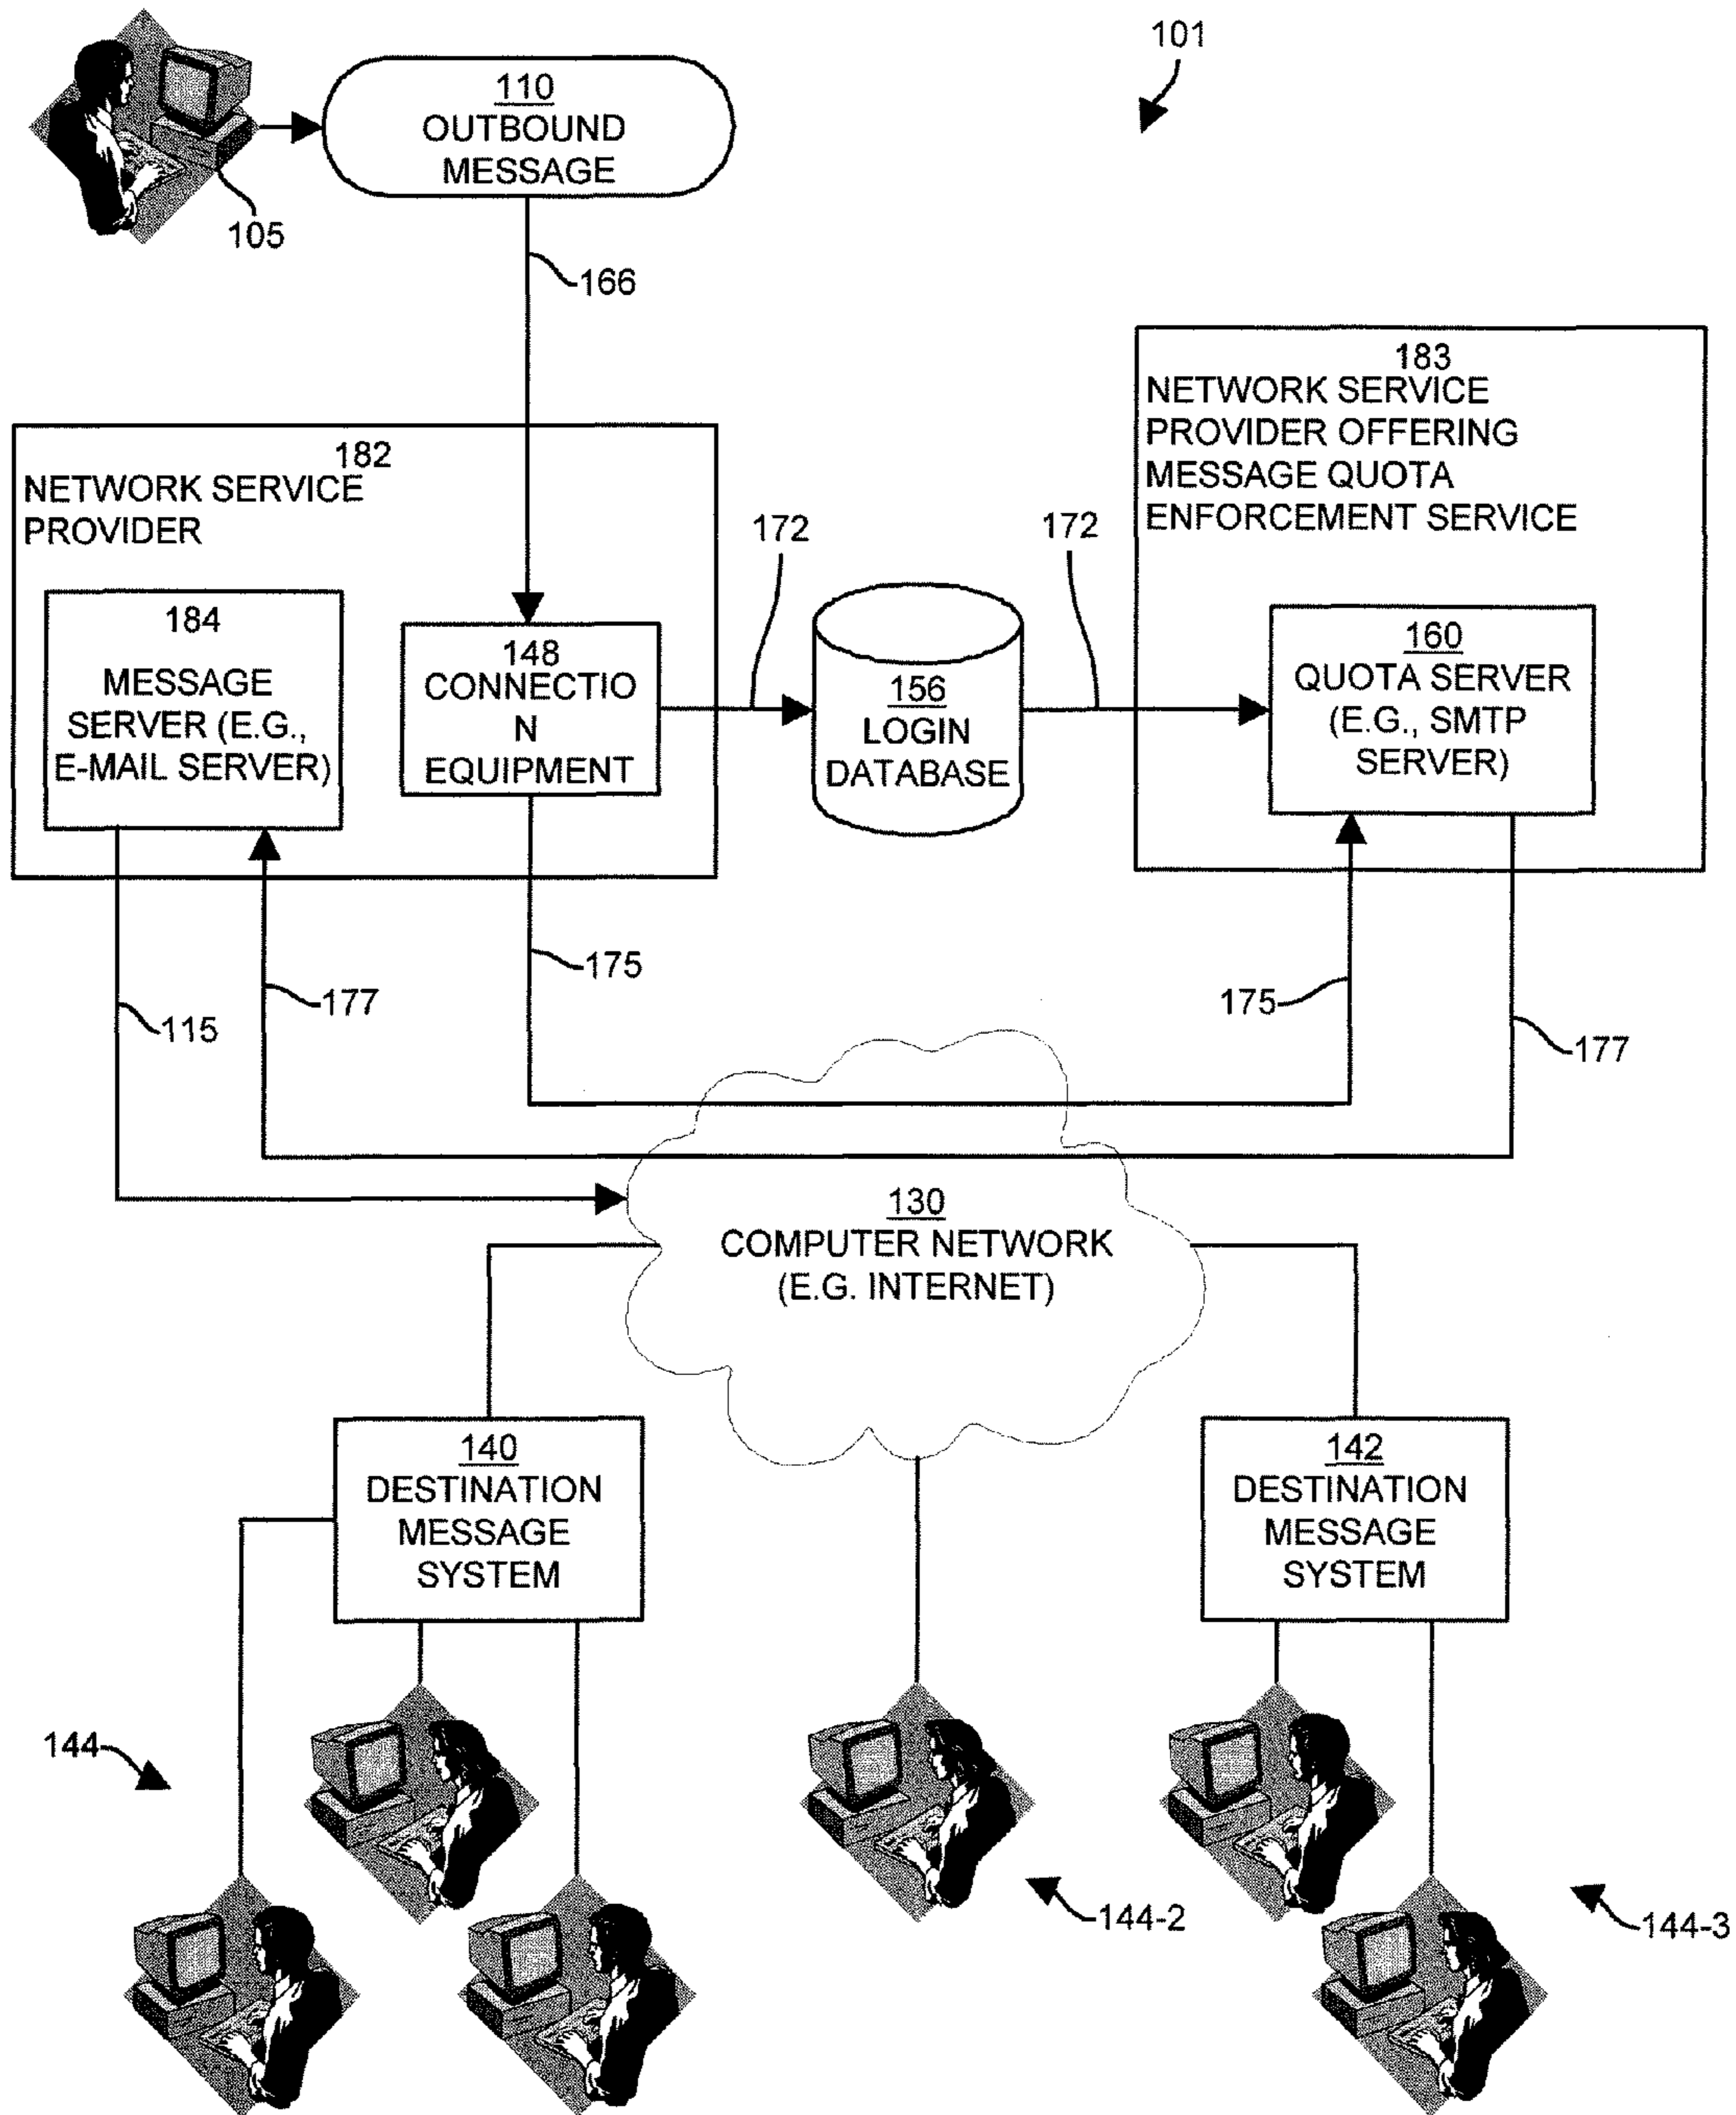 101
110
OUTBOUND
MESSAGE
105
166
183
NETWORK SERVICE
PROVIDER OFFERING
MESSAGE QUOTA
ENFORCEMENT SERVICE
182
NETWORK SERVICE
PROVIDER
172
172
184
MESSAGE
SERVER (E.G.,
E-MAIL SERVER)
148
CONNECTIO
N
EQUIPMENT
156
LOGIN
DATABASE
160
QUOTA SERVER
(E.G., SMTP
SERVER)
115
177
175
175
177
130
COMPUTER NETWORK
(E.G. INTERNET)
140
DESTINATION
MESSAGE
SYSTEM
142
DESTINATION
MESSAGE
SYSTEM
144
144-2
144-3